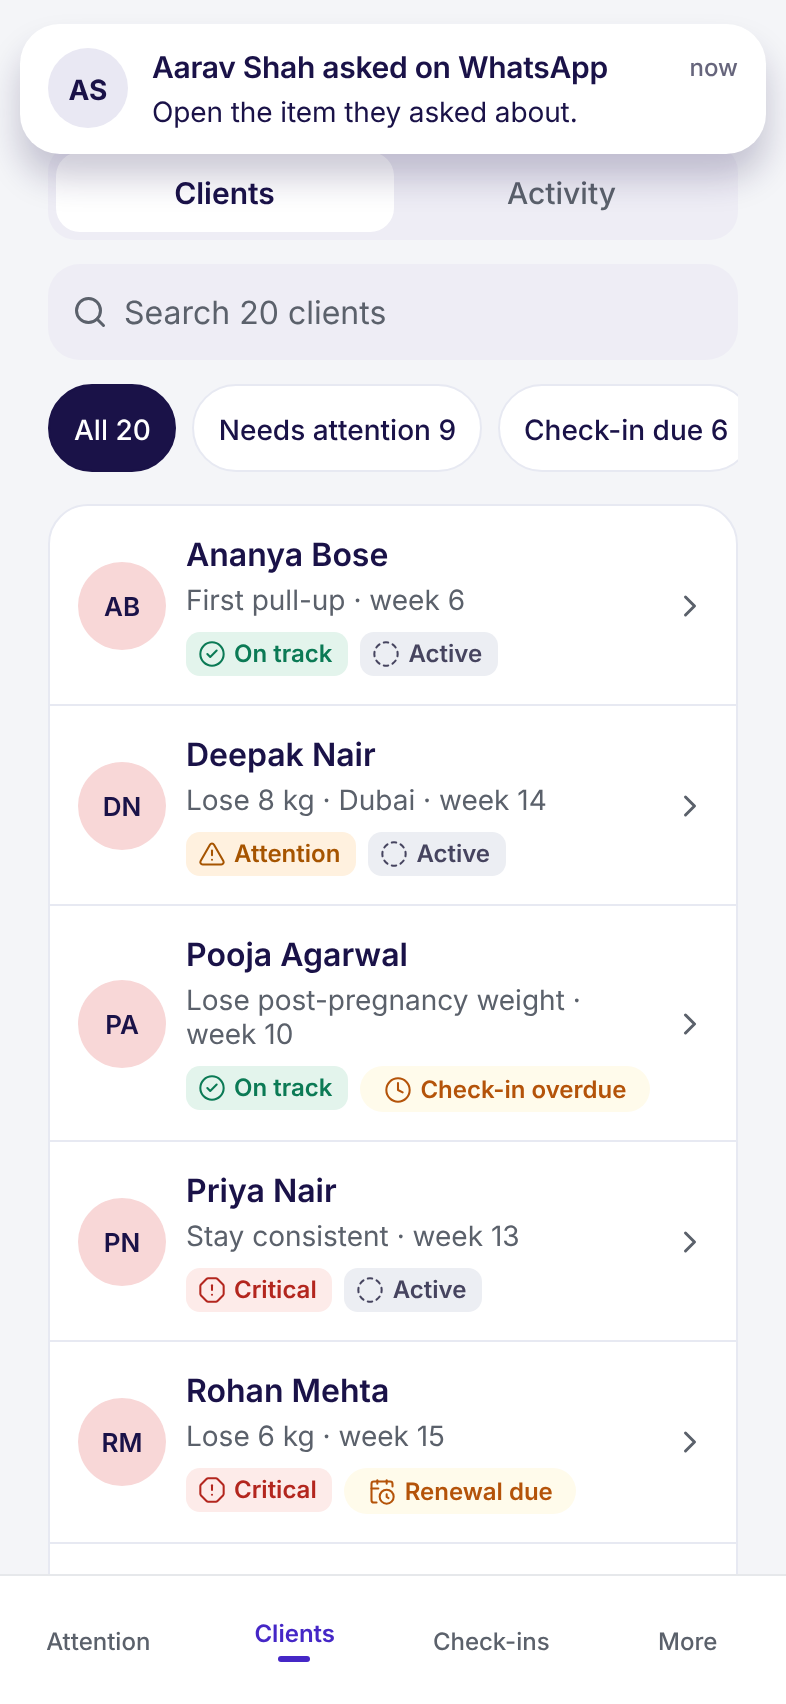 AS
Aarav Shah asked on WhatsApp
now
Open the item they asked about.
Clients
Activity
Search 20 clients
All 20
Needs attention 9
Check-in due 6
AB
Ananya Bose
First pull-up · week 6
On track
Active
DN
Deepak Nair
Lose 8 kg · Dubai · week 14
Attention
Active
PA
Pooja Agarwal
Lose post-pregnancy weight ·
week 10
On track
Check-in overdue
PN
Priya Nair
Stay consistent · week 13
Critical
Active
RM
Rohan Mehta
Lose 6 kg · week 15
Critical
Renewal due
Attention
Clients
Check-ins
More